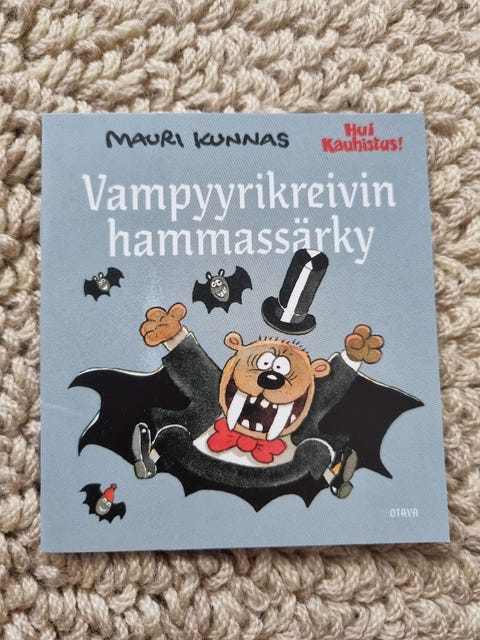 MAURI KUNNAS
Hui
Kauhistus!
Vampyyrikreivin
hammassärky
OTAVA